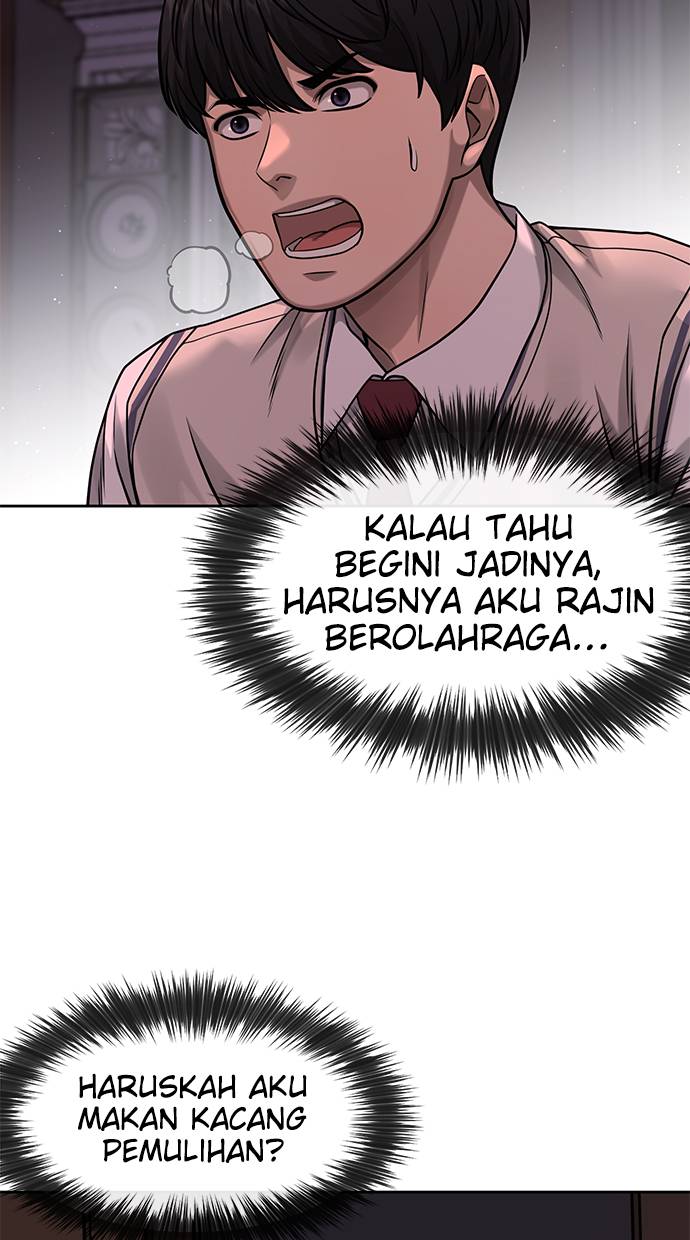 KALAU TAHU
BEGINI JADINYA,
HARUSNYA AKU RAJIN
BEROLAHRAGA...
HARUSKAH AKU
MAKAN KACANG
PEMULIHAN?